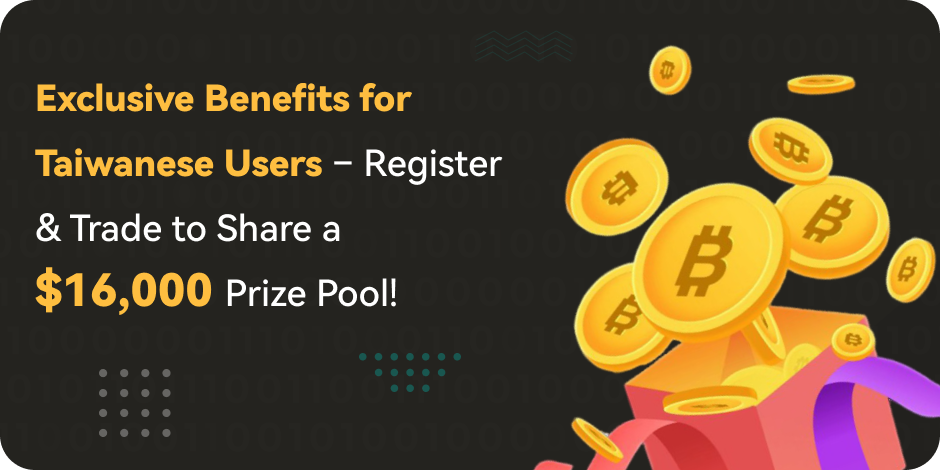 Exclusive Benefits for
Taiwanese Users – Register
& Trade to Share a
$16,000 Prize Pool!